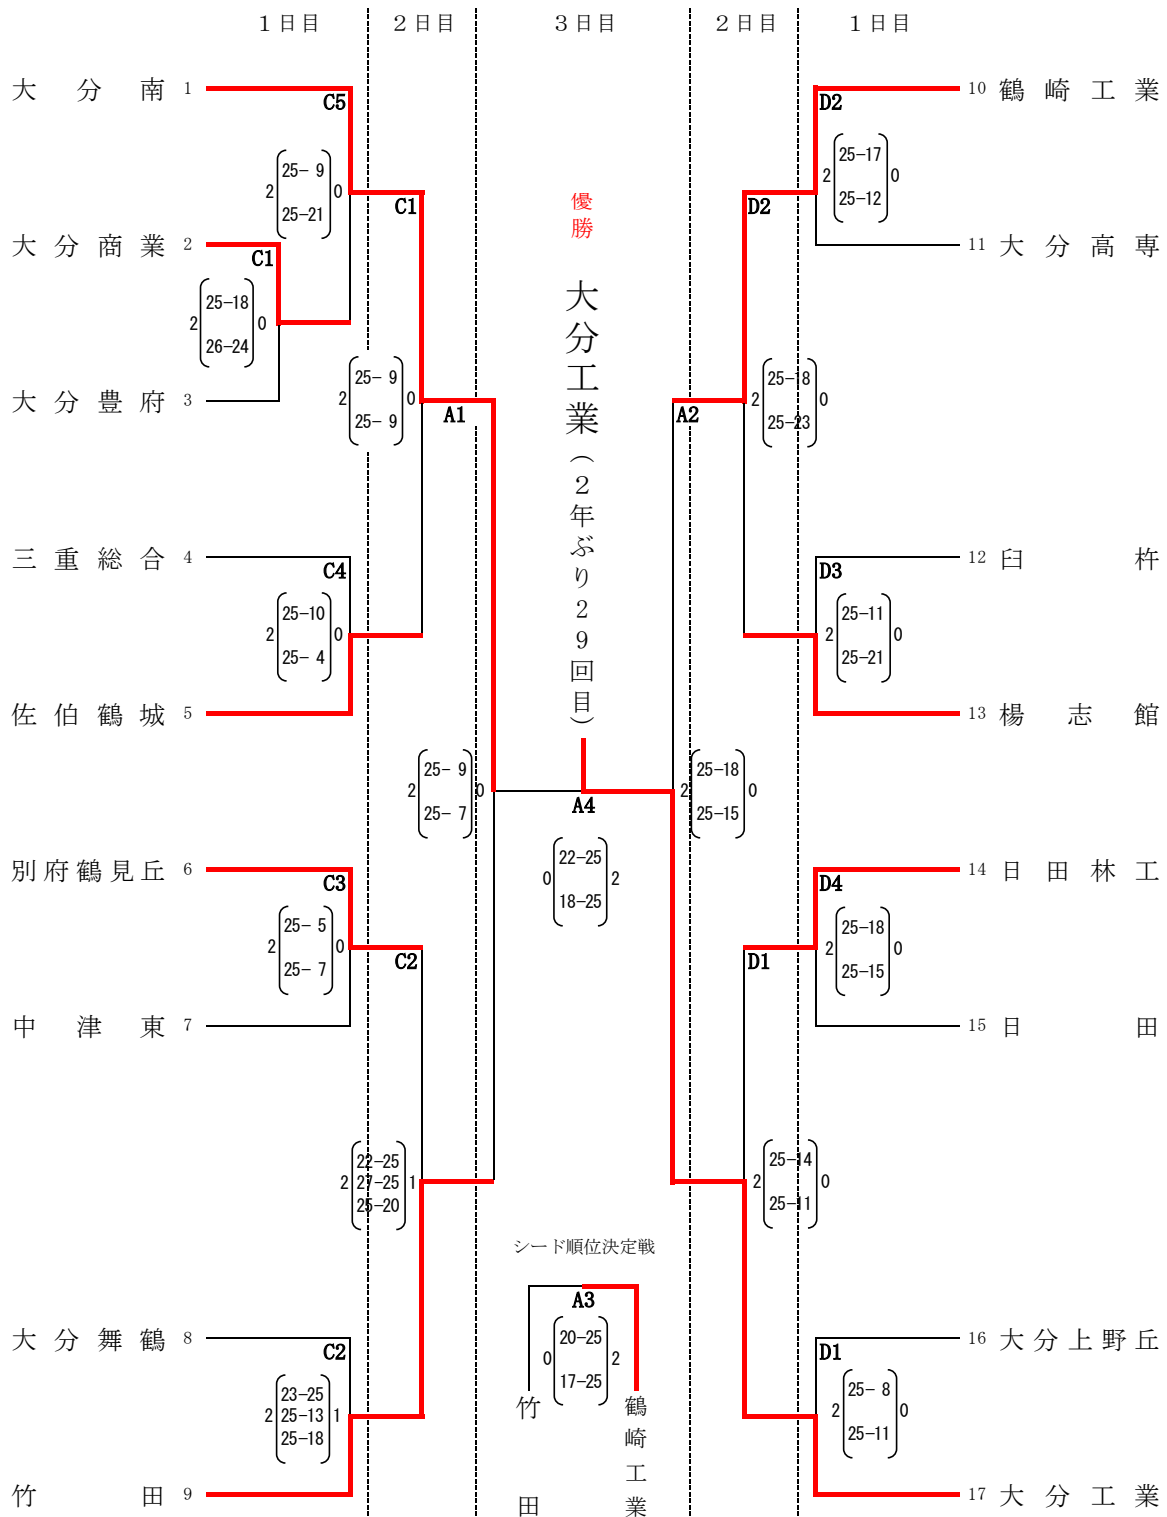 １日目 ２日目 ３日目 ２日目 １日目
大分南 1
C5
2 25- 9 0
25-21
大分商業 2
C1
2 25-18 0
26-24
大分豊府 3
C1
2 25- 9 0
25- 9
三重総合 4
C4
2 25-10 0
25- 4
佐伯鶴城 5
A1
2 25- 9 0
25- 7
別府鶴見丘 6
C3
2 25- 5 0
25- 7
中津東 7
C2
2 22-25 1
27-25
25-20
大分舞鶴 8
C2
2 23-25 1
25-13
25-18
竹田 9
優勝
大分工業（２年ぶり２９回目）
A4
0 22-25 2
18-25
シード順位決定戦
A3
0 20-25 2
17-25
竹田
鶴崎工業
10 鶴崎工業
D2
2 25-17 0
25-12
11 大分高専
D2
2 25-18 0
25-23
12 臼杵
D3
2 25-11 0
25-21
13 楊志館
A2
2 25-18 0
25-15
14 日田林工
D4
2 25-18 0
25-15
15 日田
D1
2 25-14 0
25-11
16 大分上野丘
D1
2 25- 8 0
25-11
17 大分工業